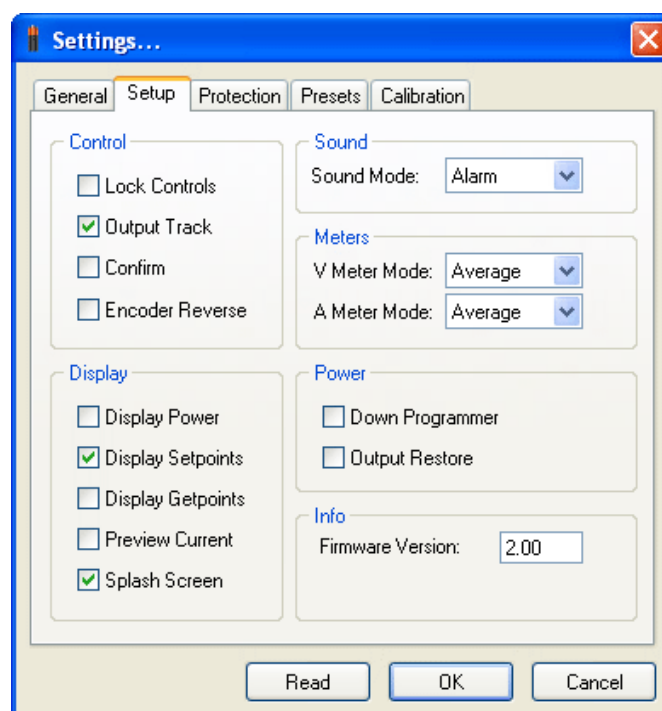 Settings...
General Setup Protection Presets Calibration
Control
Lock Controls
Output Track
Confirm
Encoder Reverse
Sound
Sound Mode: Alarm
Meters
V Meter Mode: Average
A Meter Mode: Average
Display
Display Power
Display Setpoints
Display Getpoints
Preview Current
Splash Screen
Power
Down Programmer
Output Restore
Info
Firmware Version: 2.00
Read OK Cancel